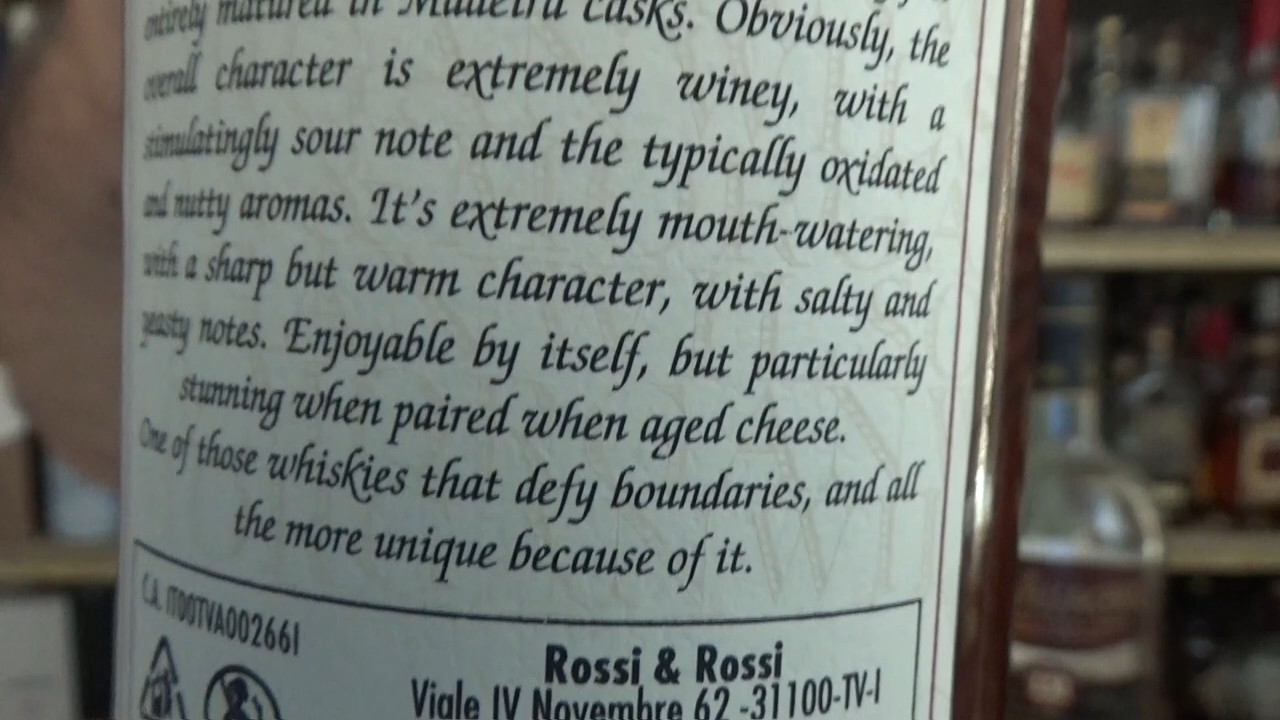 entirely matured in Madeira casks. Obviously, the
overall character is extremely winey, with a
stimulatingly sour note and the typically oxidated
and nutty aromas. It's extremely mouth-watering,
with a sharp but warm character, with salty and
yeasty notes. Enjoyable by itself, but particularly
stunning when paired when aged cheese.
One of those whiskies that defy boundaries, and all
the more unique because of it.
C.A. IT00TVA00266I
Rossi & Rossi
Viale IV Novembre 62 -31100-TV-I